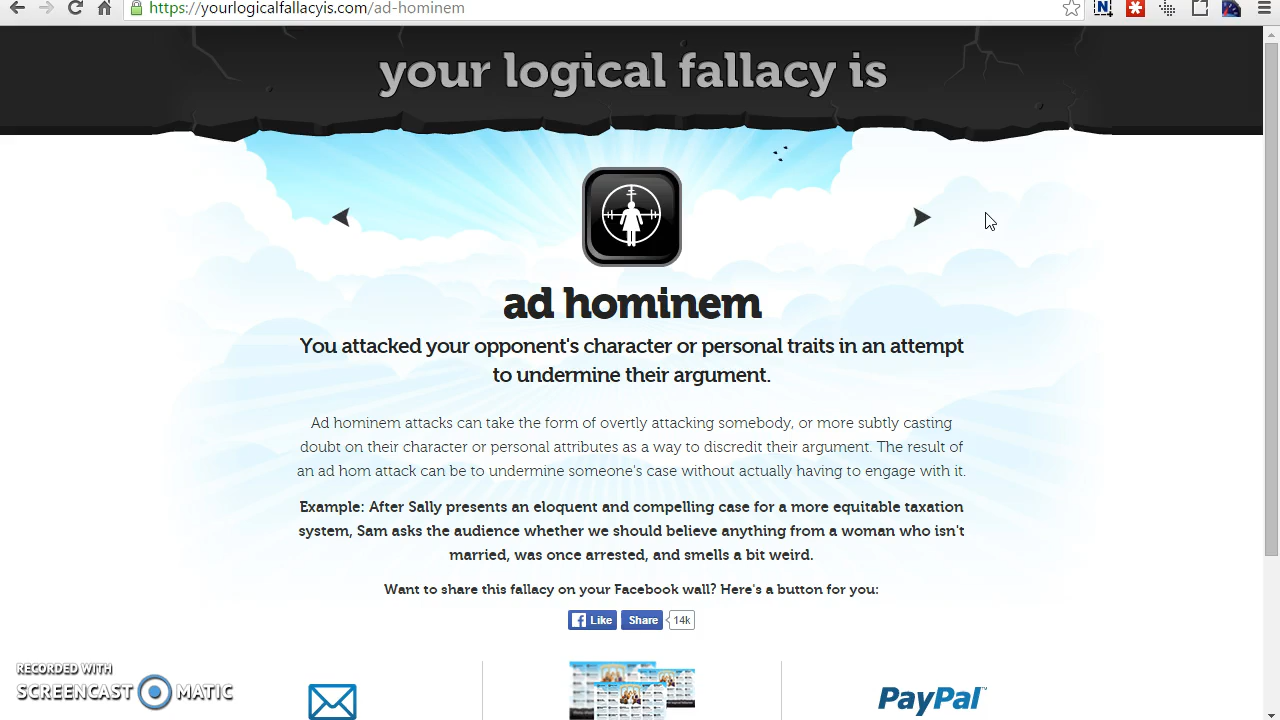 https://yourlogicalfallacyis.com/ad-hominem
your logical fallacy is
ad hominem
You attacked your opponent's character or personal traits in an attempt
to undermine their argument.
Ad hominem attacks can take the form of overtly attacking somebody, or more subtly casting
doubt on their character or personal attributes as a way to discredit their argument. The result of
an ad hom attack can be to undermine someone's case without actually having to engage with it.
Example: After Sally presents an eloquent and compelling case for a more equitable taxation
system, Sam asks the audience whether we should believe anything from a woman who isn't
married, was once arrested, and smells a bit weird.
Want to share this fallacy on your Facebook wall? Here's a button for you:
Like Share 14k
RECORDED WITH
SCREENCAST MATIC
PayPal™